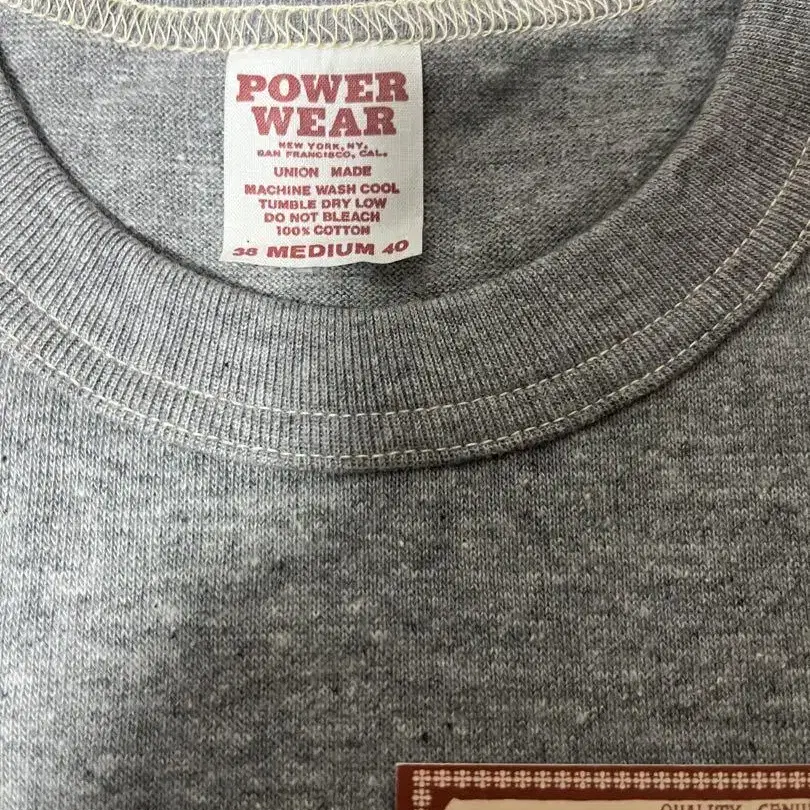 POWER
WEAR
NEW YORK, NY.
SAN FRANCISCO, CAL.
UNION MADE
MACHINE WASH COOL
TUMBLE DRY LOW
DO NOT BLEACH
100% COTTON
38 MEDIUM 40
QUALITY